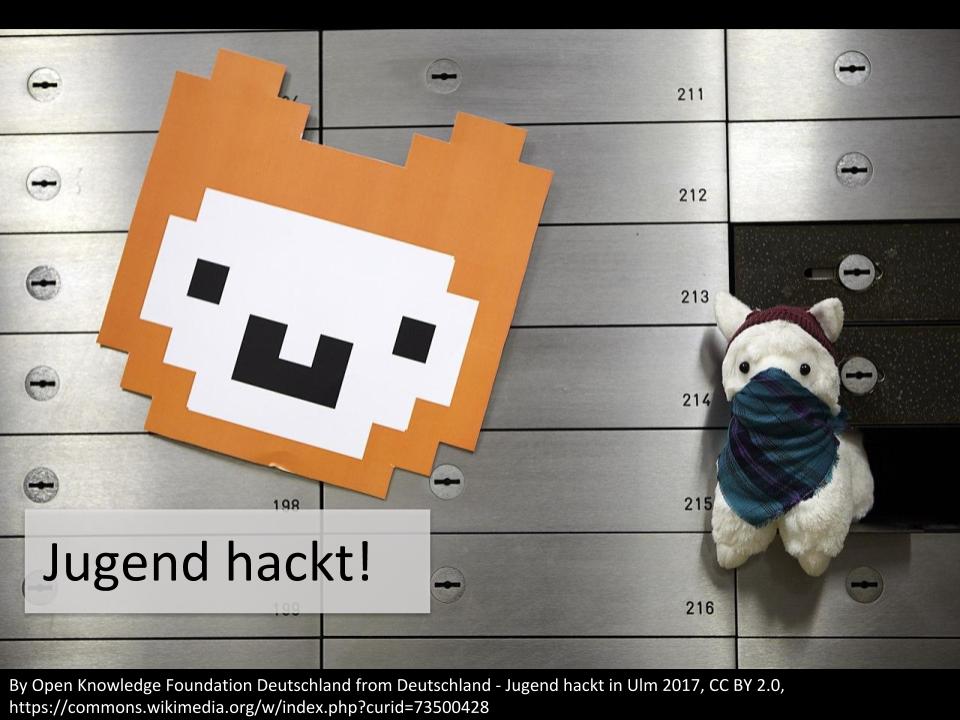 211
212
213
214
198
215
Jugend hackt!
199
216
By Open Knowledge Foundation Deutschland from Deutschland - Jugend hackt in Ulm 2017, CC BY 2.0,
https://commons.wikimedia.org/w/index.php?curid=73500428